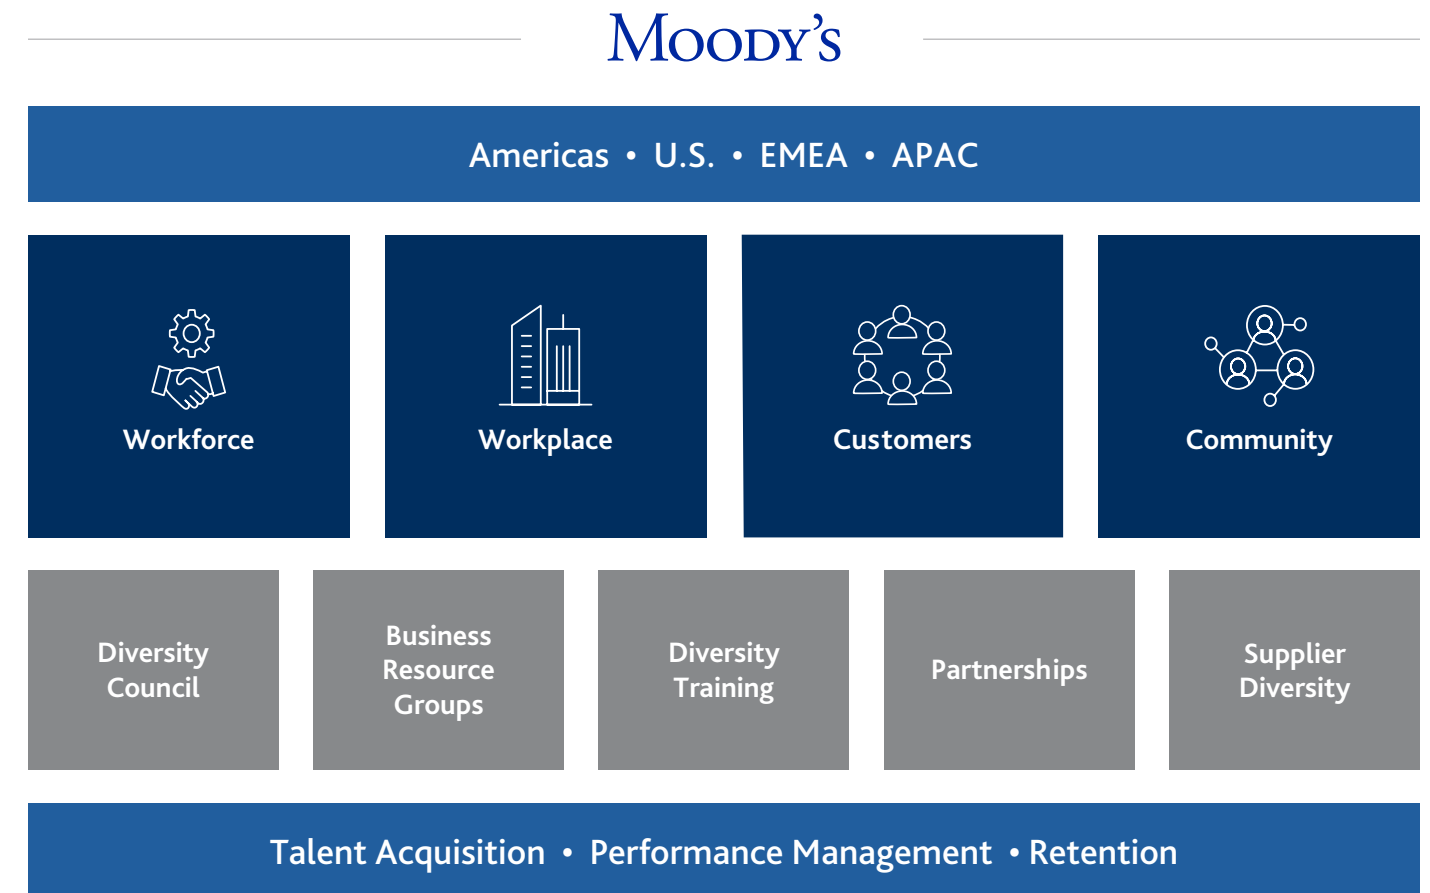 MOODY'S
Americas • U.S. • EMEA • APAC
Workforce
Workplace
Customers
Community
Diversity
Council
Business
Resource
Groups
Diversity
Training
Partnerships
Supplier
Diversity
Talent Acquisition • Performance Management • Retention